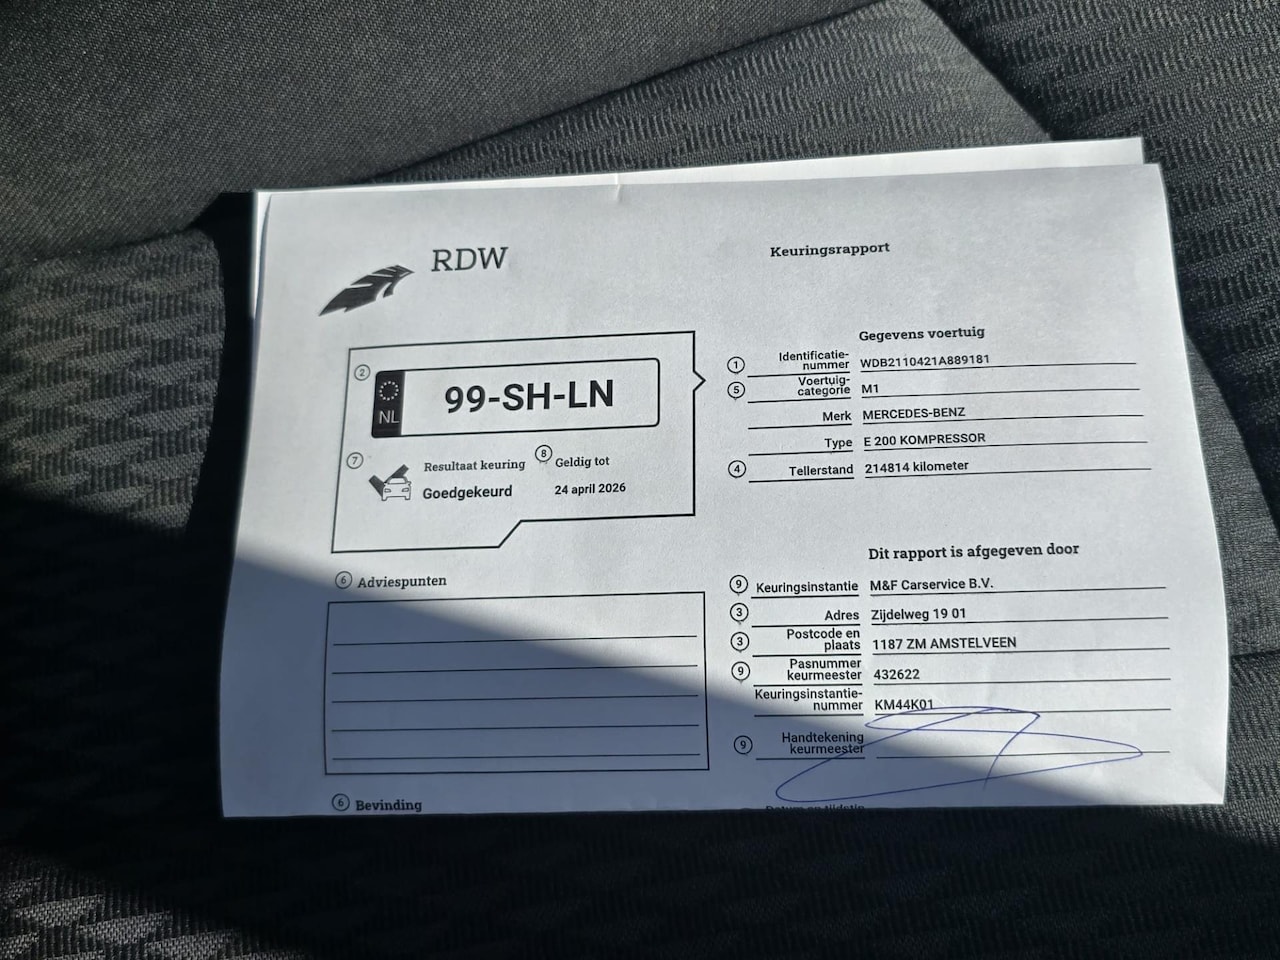 RDW
Keuringsrapport
2
NL
99-SH-LN
7
Resultaat keuring
Goedgekeurd
8
Geldig tot
24 april 2026
Gegevens voertuig
1
Identificatie-
nummer
WDB2110421A889181
5
Voertuig-
categorie
M1
Merk
MERCEDES-BENZ
Type
E 200 KOMPRESSOR
4
Tellerstand
214814 kilometer
6 Adviespunten
Dit rapport is afgegeven door
9
Keuringsinstantie
M&F Carservice B.V.
3
Adres
Zijdelweg 19 01
3
Postcode en
plaats
1187 ZM AMSTELVEEN
9
Pasnummer
keurmeester
432622
Keuringsinstantie-
nummer
KM44K01
9
Handtekening
keurmeester
6 Bevinding